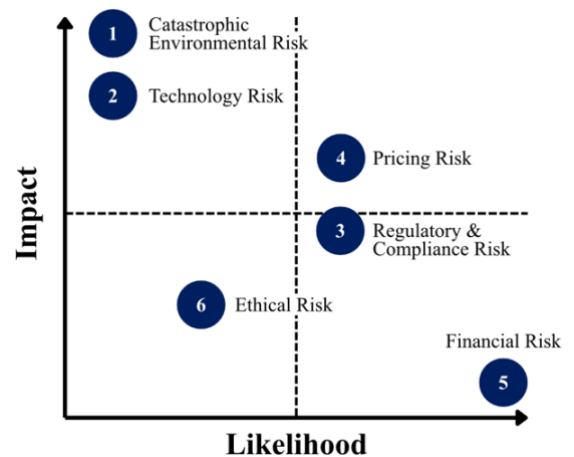 1
Catastrophic
Environmental Risk
2
Technology Risk
4
Pricing Risk
3
Regulatory &
Compliance Risk
6
Ethical Risk
Financial Risk
5
Impact
Likelihood